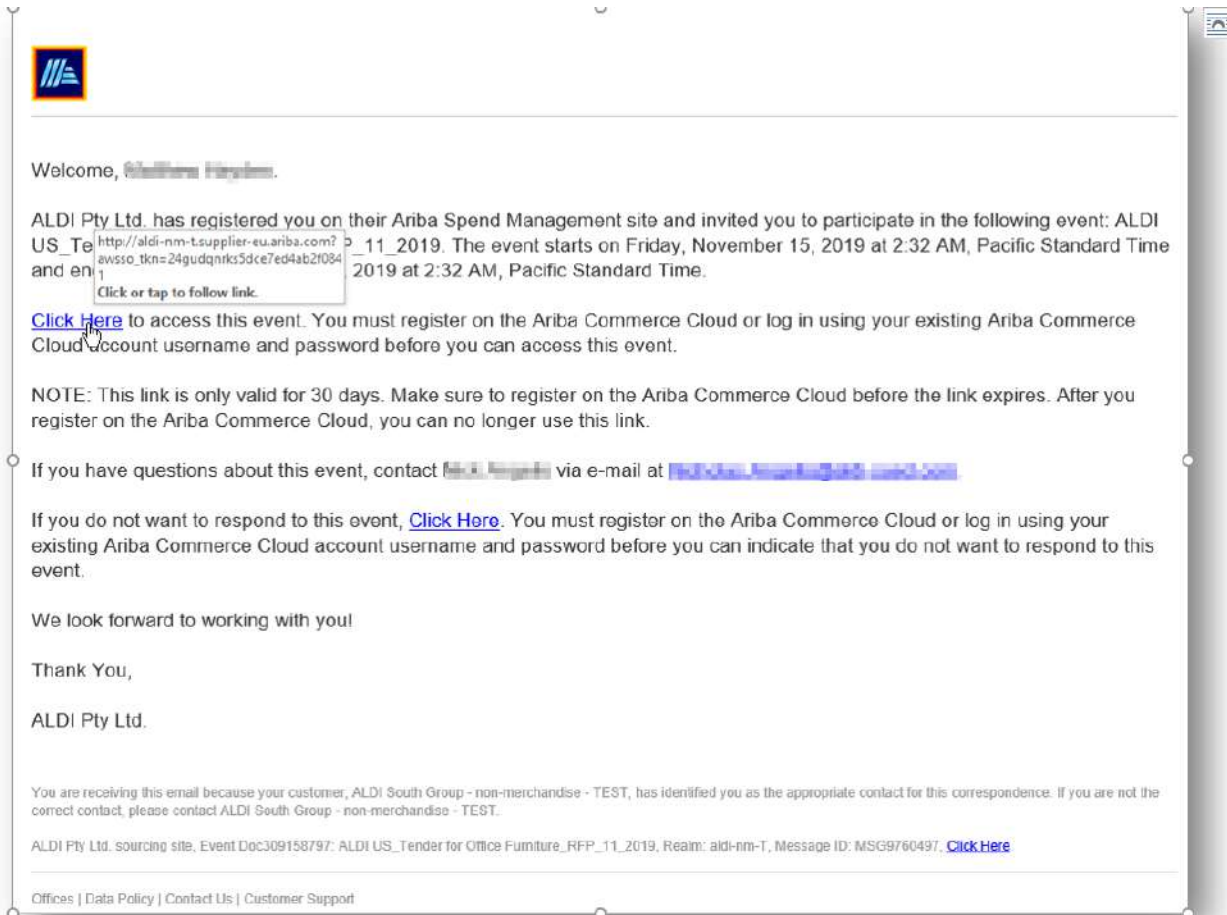 Welcome,
ALDI Pty Ltd. has registered you on their Ariba Spend Management site and invited you to participate in the following event: ALDI
US_Te P_11_2019. The event starts on Friday, November 15, 2019 at 2:32 AM, Pacific Standard Time
and en , 2019 at 2:32 AM, Pacific Standard Time.
http://aldi-nm-t.supplier-eu.ariba.com?
awsso_tkn=24gudqnrks5dce7ed4ab2f084
1
Click or tap to follow link.
Click Here to access this event. You must register on the Ariba Commerce Cloud or log in using your existing Ariba Commerce
Cloud account username and password before you can access this event.
NOTE: This link is only valid for 30 days. Make sure to register on the Ariba Commerce Cloud before the link expires. After you
register on the Ariba Commerce Cloud, you can no longer use this link.
If you have questions about this event, contact via e-mail at
If you do not want to respond to this event, Click Here. You must register on the Ariba Commerce Cloud or log in using your
existing Ariba Commerce Cloud account username and password before you can indicate that you do not want to respond to this
event.
We look forward to working with you!
Thank You,
ALDI Pty Ltd.
You are receiving this email because your customer, ALDI South Group - non-merchandise - TEST, has identified you as the appropriate contact for this correspondence. If you are not the
correct contact, please contact ALDI South Group - non-merchandise - TEST.
ALDI Pty Ltd. sourcing site, Event Doc309158797: ALDI US_Tender for Office Furniture_RFP_11_2019, Realm: aldi-nm-T, Message ID: MSG9760497, Click Here
Offices | Data Policy | Contact Us | Customer Support